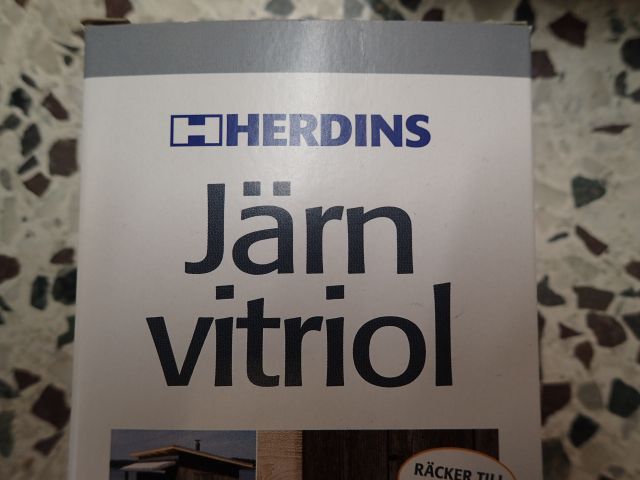 HERDINS
Järn
vitriol
RÄCKER TILL